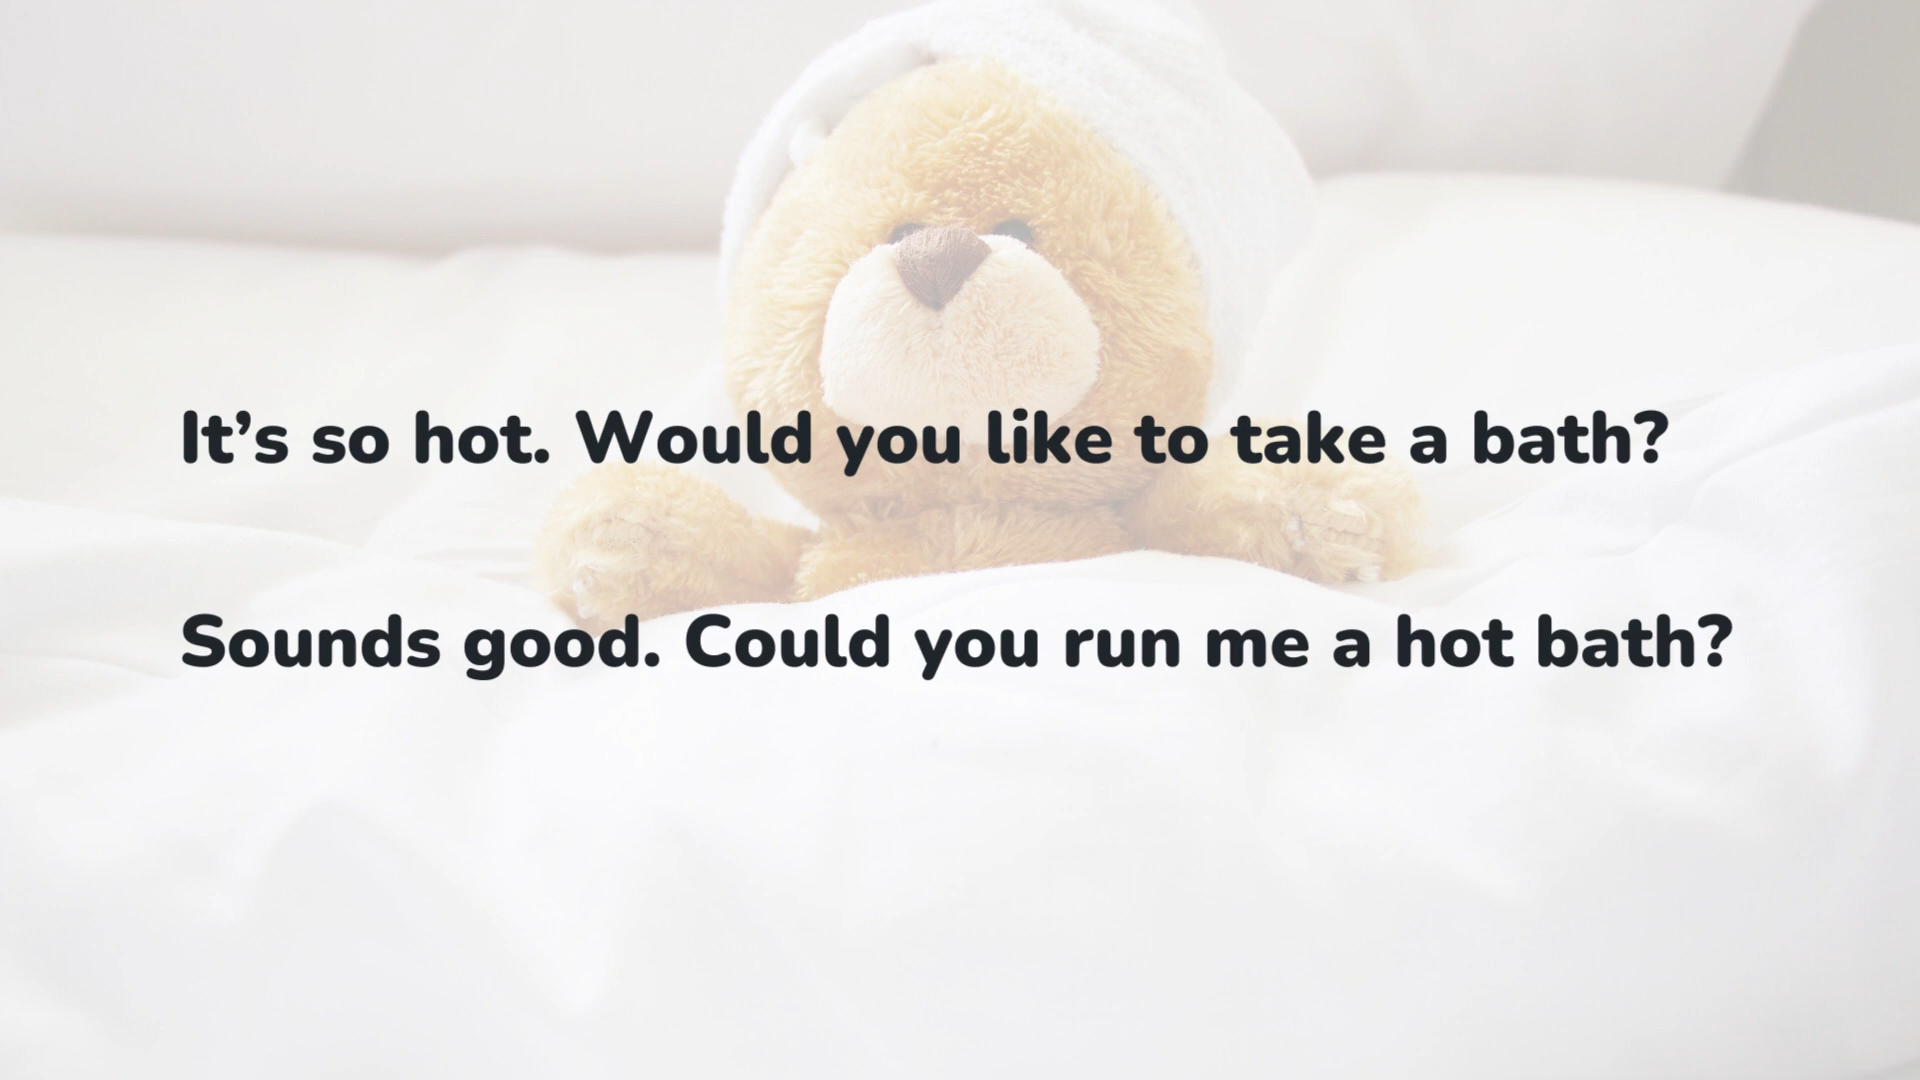 It’s so hot. Would you like to take a bath?
Sounds good. Could you run me a hot bath?